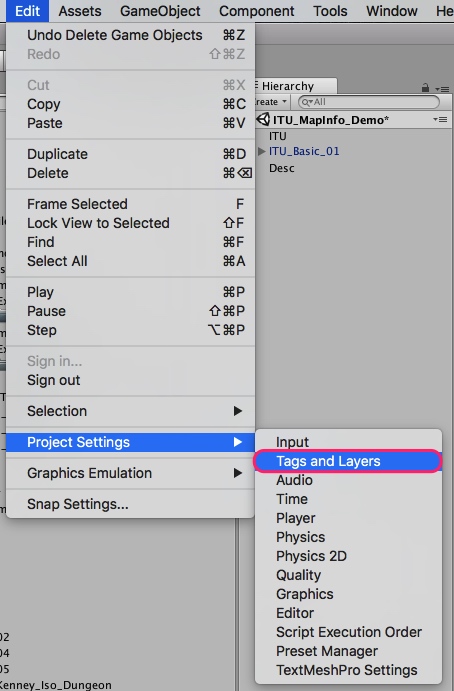 Edit Assets GameObject Component Tools Window He
Undo Delete Game Objects ⌘Z
Redo ⇧⌘Z
Cut ⌘X
Copy ⌘C
Paste ⌘V
Duplicate ⌘D
Delete ⌘⌫
Frame Selected F
Lock View to Selected ⇧F
Find ⌘F
Select All ⌘A
Play ⌘P
Pause ⇧⌘P
Step ⌥⌘P
Sign in...
Sign out
Selection
Project Settings
Graphics Emulation
Snap Settings...
Hierarchy
reate All
ITU_MapInfo_Demo*
ITU
ITU_Basic_01
Desc
Input
Tags and Layers
Audio
Time
Player
Physics
Physics 2D
Quality
Graphics
Editor
Script Execution Order
Preset Manager
TextMeshPro Settings
02
04
05
Kenney_Iso_Dungeon